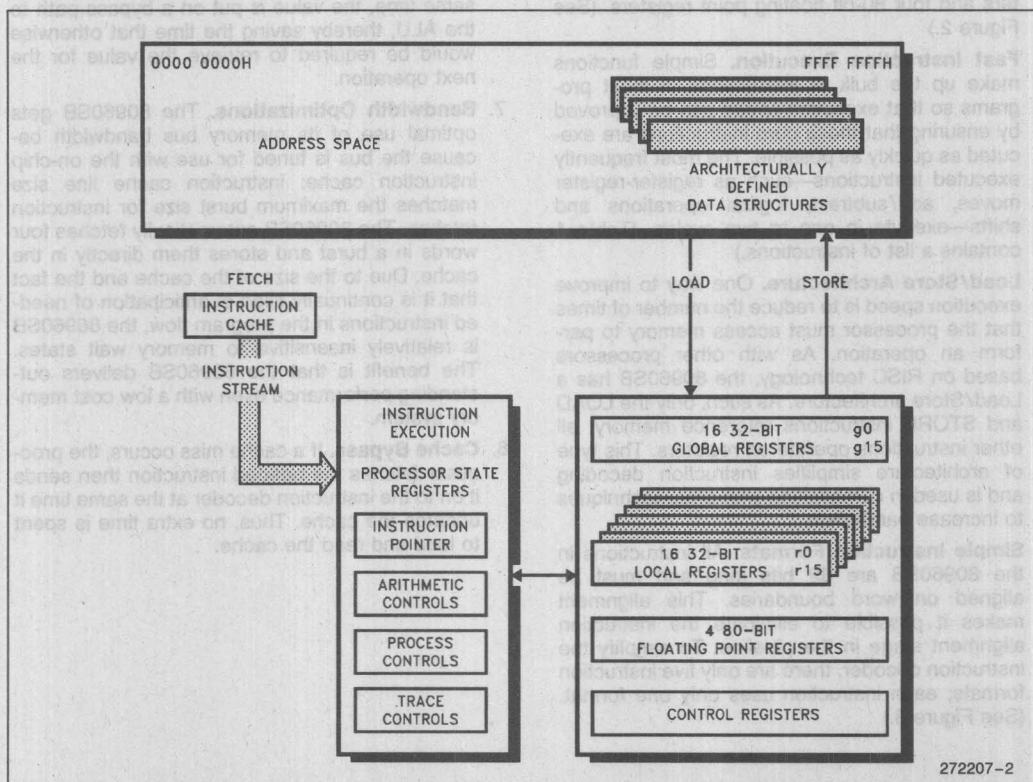 0000 0000H
FFFF FFFFH
ADDRESS SPACE
ARCHITECTURALLY
DEFINED
DATA STRUCTURES
FETCH
LOAD
STORE
INSTRUCTION
CACHE
INSTRUCTION
STREAM
INSTRUCTION
EXECUTION
PROCESSOR STATE
REGISTERS
INSTRUCTION
POINTER
ARITHMETIC
CONTROLS
PROCESS
CONTROLS
TRACE
CONTROLS
16 32-BIT g0
GLOBAL REGISTERS g15
16 32-BIT r0
LOCAL REGISTERS r15
4 80-BIT
FLOATING POINT REGISTERS
CONTROL REGISTERS
272207-2